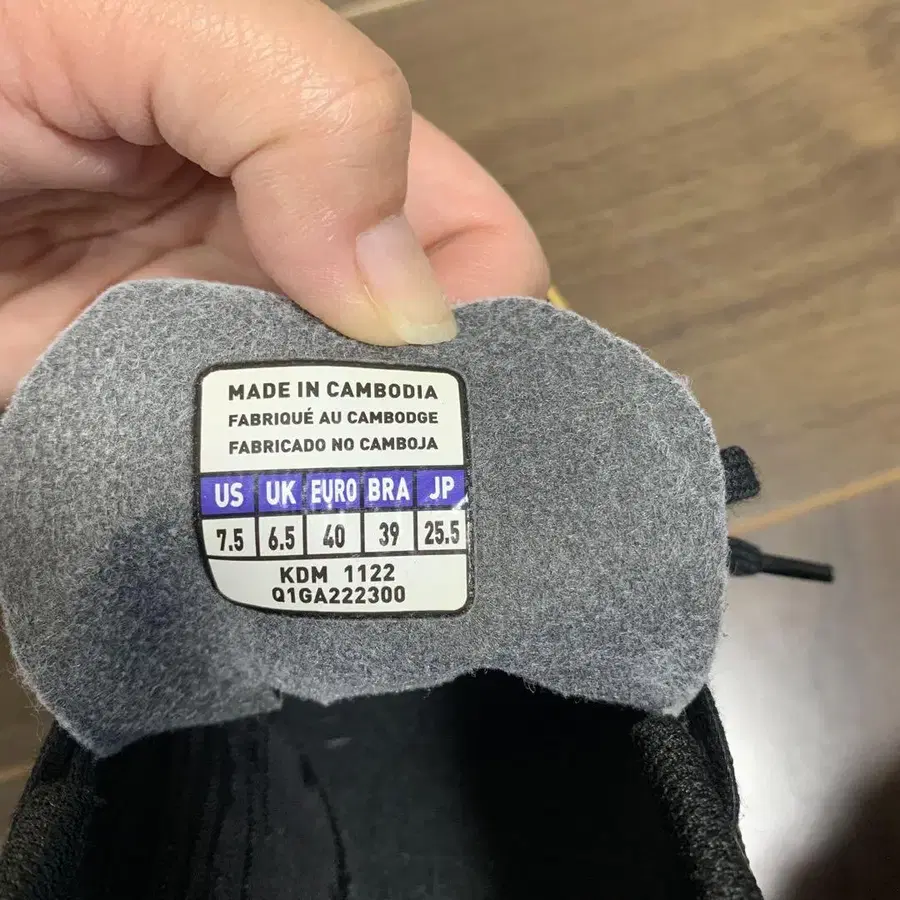 MADE IN CAMBODIA
FABRIQUÉ AU CAMBODGE
FABRICADO NO CAMBOJA
US UK EURO BRA JP
7.5 6.5 40 39 25.5
KDM 1122
Q1GA222300